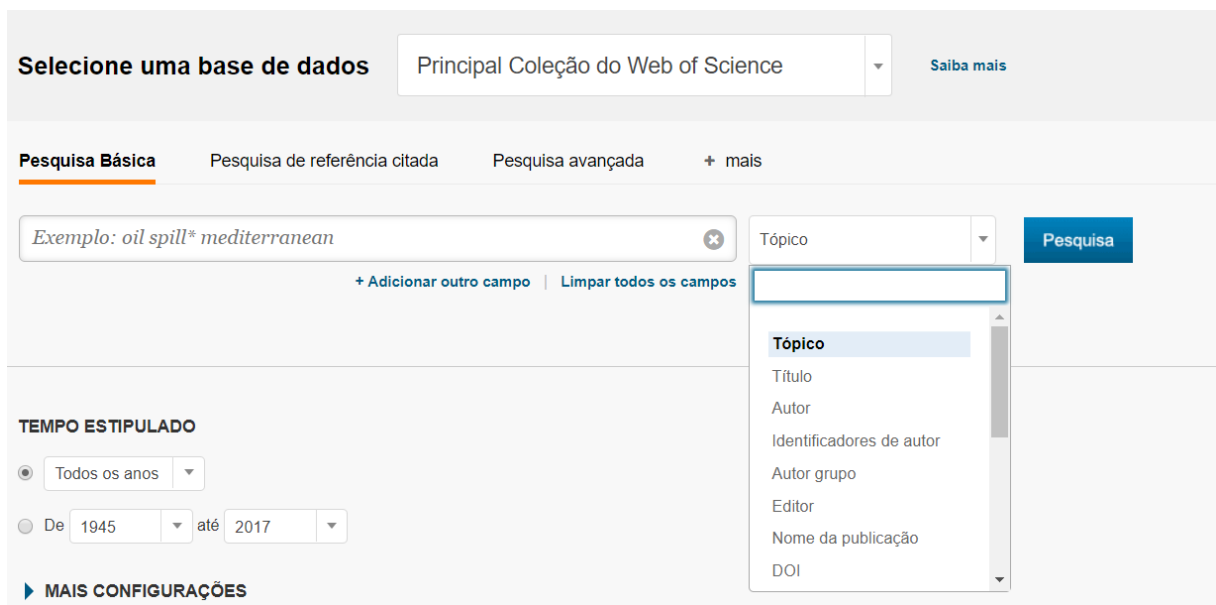 Selecione uma base de dados Principal Coleção do Web of Science Saiba mais
Pesquisa Básica Pesquisa de referência citada Pesquisa avançada + mais
Exemplo: oil spill* mediterranean Tópico Pesquisa
+ Adicionar outro campo | Limpar todos os campos
Tópico
Título
Autor
Identificadores de autor
Autor grupo
Editor
Nome da publicação
DOI
TEMPO ESTIPULADO
Todos os anos
De 1945 até 2017
MAIS CONFIGURAÇÕES